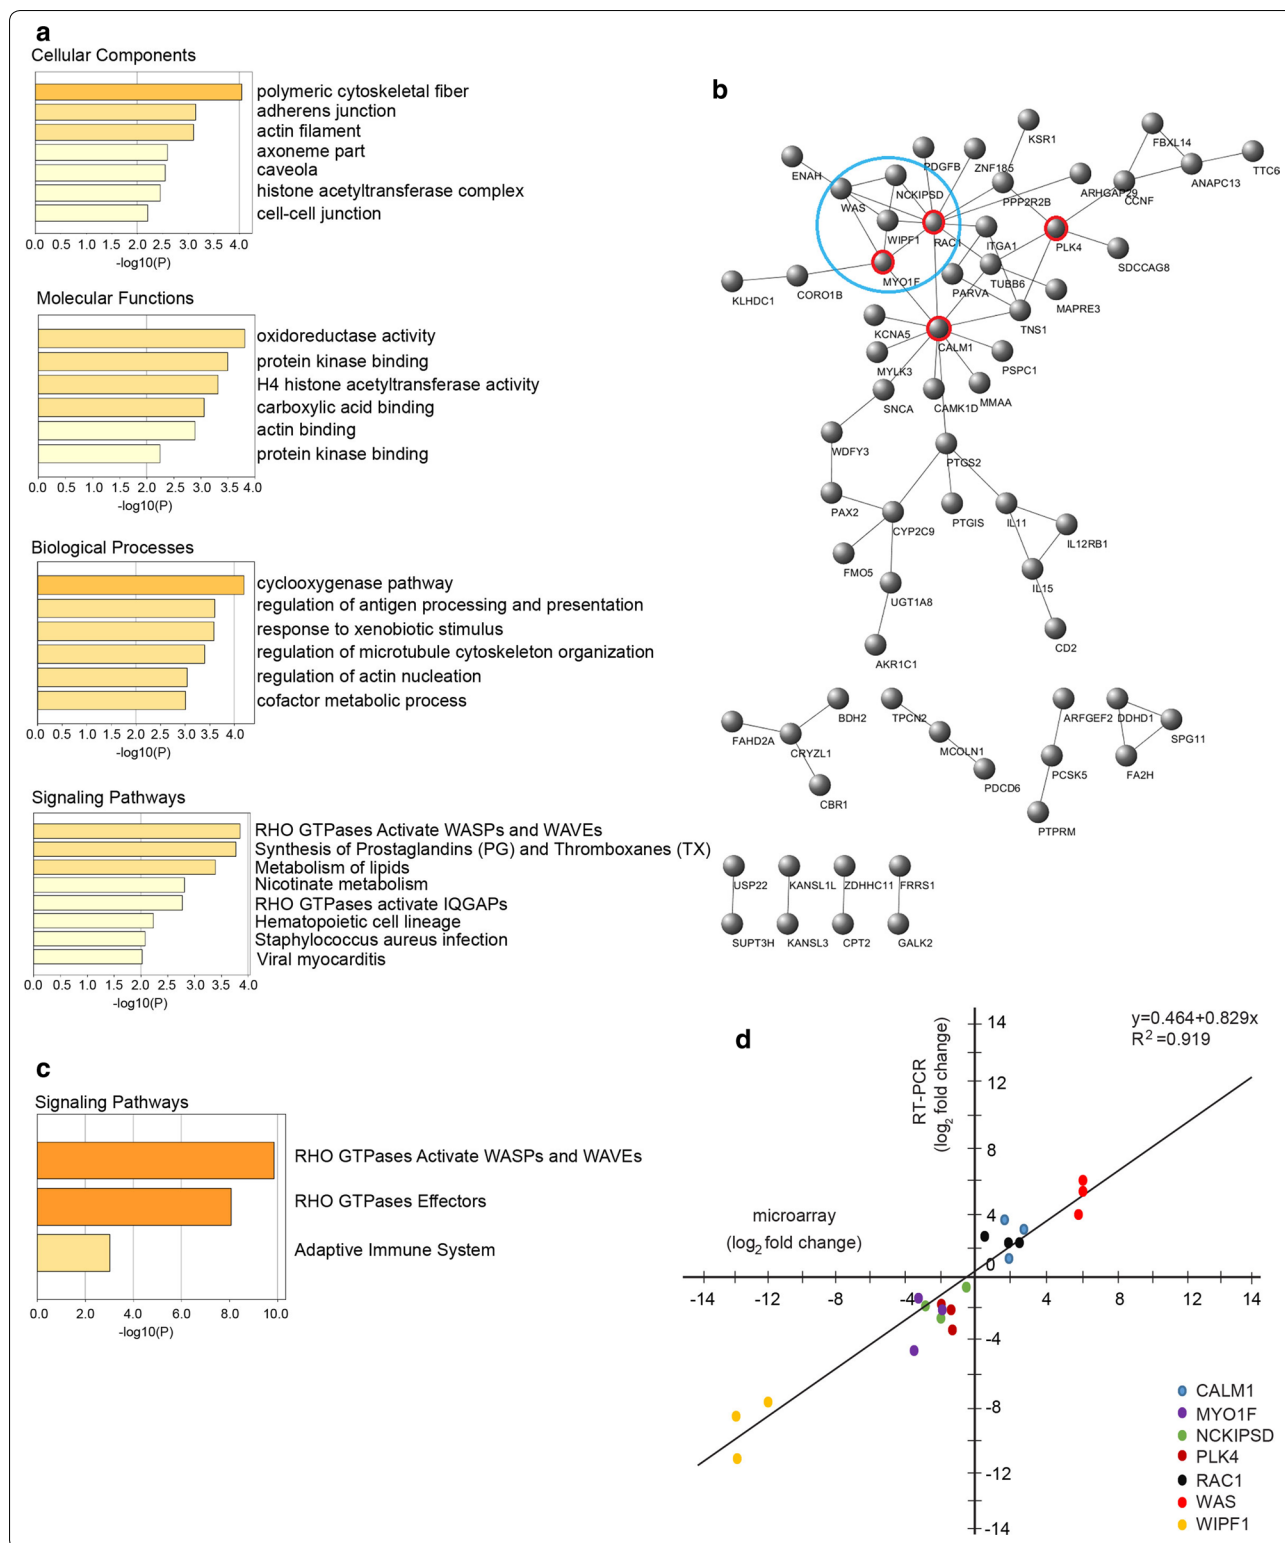 a
Cellular Components
polymeric cytoskeletal fiber
adherens junction
actin filament
axoneme part
caveola
histone acetyltransferase complex
cell-cell junction
0.0 0.5 1.0 1.5 2.0 2.5 3.0 3.5 4.0
-log10(P)
Molecular Functions
oxidoreductase activity
protein kinase binding
H4 histone acetyltransferase activity
carboxylic acid binding
actin binding
protein kinase binding
0.0 0.5 1.0 1.5 2.0 2.5 3.0 3.5 4.0
-log10(P)
Biological Processes
cyclooxygenase pathway
regulation of antigen processing and presentation
response to xenobiotic stimulus
regulation of microtubule cytoskeleton organization
regulation of actin nucleation
cofactor metabolic process
0.0 0.5 1.0 1.5 2.0 2.5 3.0 3.5 4.0
-log10(P)
Signaling Pathways
RHO GTPases Activate WASPs and WAVEs
Synthesis of Prostaglandins (PG) and Thromboxanes (TX)
Metabolism of lipids
Nicotinate metabolism
RHO GTPases activate IQGAPs
Hematopoietic cell lineage
Staphylococcus aureus infection
Viral myocarditis
0.0 0.5 1.0 1.5 2.0 2.5 3.0 3.5 4.0
-log10(P)
b
KSR1
FBXL14
TTC6
ENAH
PDGFB
ZNF185
ANAPC13
NCKIPSD
ARHGAP29
CCNF
WAS
PPP2R2B
WIPF1
RAC1
ITGA1
PLK4
SDCCAG8
MYO1F
TUBB6
KLHDC1
CORO1B
PARVA
MAPRE3
TNS1
KCNA5
CALM1
MYLK3
PSPC1
SNCA
CAMK1D
MMAA
WDFY3
PTGS2
PAX2
CYP2C9
PTGIS
IL11
IL12RB1
FMO5
UGT1A8
IL15
AKR1C1
CD2
BDH2
TPCN2
ARFGEF2
DDHD1
FAHD2A
CRYZL1
MCOLN1
SPG11
CBR1
PDCD6
PCSK5
FA2H
PTPRM
USP22
KANSL1L
ZDHHC11
FRRS1
SUPT3H
KANSL3
CPT2
GALK2
c
Signaling Pathways
RHO GTPases Activate WASPs and WAVEs
RHO GTPases Effectors
Adaptive Immune System
0.0 2.0 4.0 6.0 8.0 10.0
-log10(P)
d
y=0.464+0.829x
R2 =0.919
RT-PCR
(log2 fold change)
microarray
(log2 fold change)
14
12
8
4
0
-14 -12 -8 -4 4 8 12 14
-4
-8
-12
-14
CALM1
MYO1F
NCKIPSD
PLK4
RAC1
WAS
WIPF1